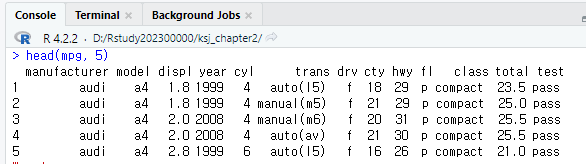 Console Terminal × Background Jobs ×
R 4.2.2 · D:/Rstudy202300000/ksj_chapter2/
> head(mpg, 5)
manufacturer model displ year cyl trans drv cty hwy fl class total test
1 audi a4 1.8 1999 4 auto(l5) f 18 29 p compact 23.5 pass
2 audi a4 1.8 1999 4 manual(m5) f 21 29 p compact 25.0 pass
3 audi a4 2.0 2008 4 manual(m6) f 20 31 p compact 25.5 pass
4 audi a4 2.0 2008 4 auto(av) f 21 30 p compact 25.5 pass
5 audi a4 2.8 1999 6 auto(l5) f 16 26 p compact 21.0 pass